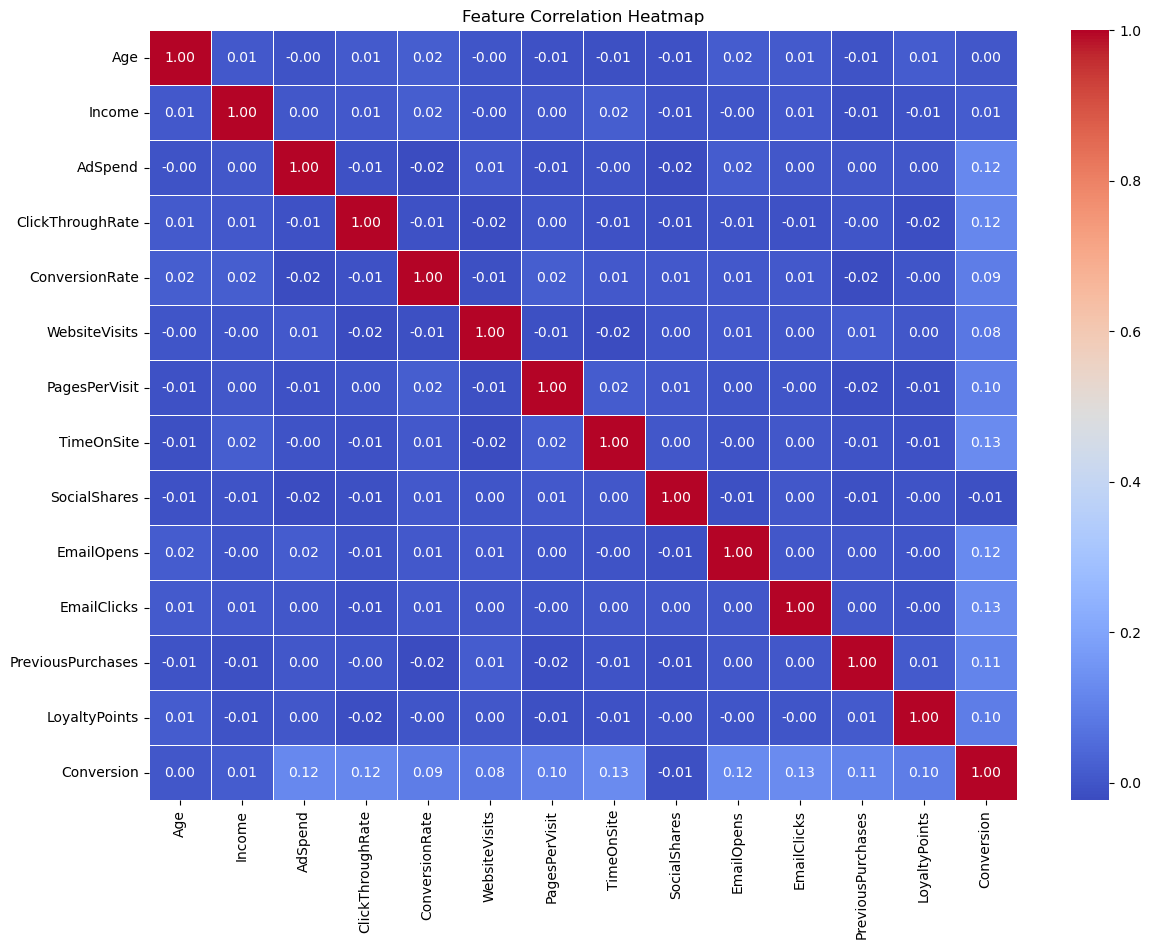 Feature Correlation Heatmap
Age 1.00 0.01 -0.00 0.01 0.02 -0.00 -0.01 -0.01 -0.01 0.02 0.01 -0.01 0.01 0.00
Income 0.01 1.00 0.00 0.01 0.02 -0.00 0.00 0.02 -0.01 -0.00 0.01 -0.01 -0.01 0.01
AdSpend -0.00 0.00 1.00 -0.01 -0.02 0.01 -0.01 -0.00 -0.02 0.02 0.00 0.00 0.00 0.12
ClickThroughRate 0.01 0.01 -0.01 1.00 -0.01 -0.02 0.00 -0.01 -0.01 -0.01 -0.01 -0.00 -0.02 0.12
ConversionRate 0.02 0.02 -0.02 -0.01 1.00 -0.01 0.02 0.01 0.01 0.01 0.01 -0.02 -0.00 0.09
WebsiteVisits -0.00 -0.00 0.01 -0.02 -0.01 1.00 -0.01 -0.02 0.00 0.01 0.00 0.01 0.00 0.08
PagesPerVisit -0.01 0.00 -0.01 0.00 0.02 -0.01 1.00 0.02 0.01 0.00 -0.00 -0.02 -0.01 0.10
TimeOnSite -0.01 0.02 -0.00 -0.01 0.01 -0.02 0.02 1.00 0.00 -0.00 0.00 -0.01 -0.01 0.13
SocialShares -0.01 -0.01 -0.02 -0.01 0.01 0.00 0.01 0.00 1.00 -0.01 0.00 -0.01 -0.00 -0.01
EmailOpens 0.02 -0.00 0.02 -0.01 0.01 0.01 0.00 -0.00 -0.01 1.00 0.00 0.00 -0.00 0.12
EmailClicks 0.01 0.01 0.00 -0.01 0.01 0.00 -0.00 0.00 0.00 0.00 1.00 0.00 -0.00 0.13
PreviousPurchases -0.01 -0.01 0.00 -0.00 -0.02 0.01 -0.02 -0.01 -0.01 0.00 0.00 1.00 0.01 0.11
LoyaltyPoints 0.01 -0.01 0.00 -0.02 -0.00 0.00 -0.01 -0.01 -0.00 -0.00 -0.00 0.01 1.00 0.10
Conversion 0.00 0.01 0.12 0.12 0.09 0.08 0.10 0.13 -0.01 0.12 0.13 0.11 0.10 1.00
Age
Income
AdSpend
ClickThroughRate
ConversionRate
WebsiteVisits
PagesPerVisit
TimeOnSite
SocialShares
EmailOpens
EmailClicks
PreviousPurchases
LoyaltyPoints
Conversion
1.0
0.8
0.6
0.4
0.2
0.0